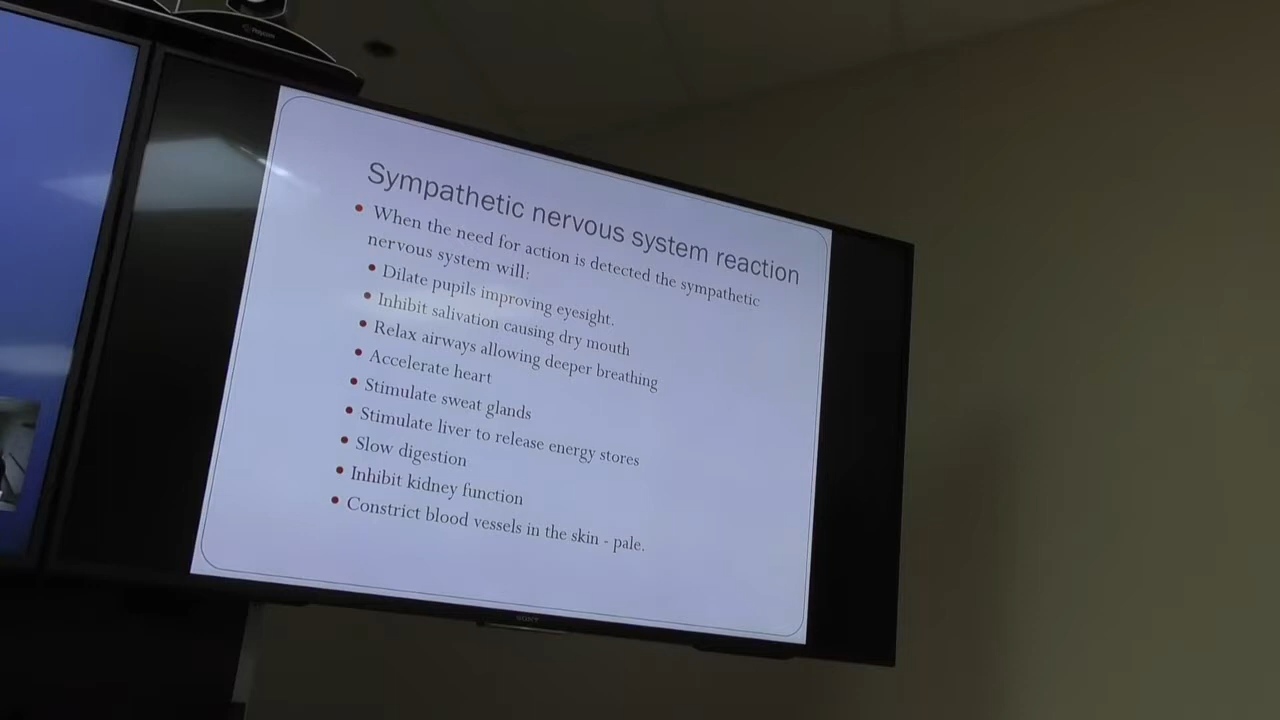 Polycom
Sympathetic nervous system reaction
• When the need for action is detected the sympathetic
nervous system will:
• Dilate pupils improving eyesight.
• Inhibit salivation causing dry mouth
• Relax airways allowing deeper breathing
• Accelerate heart
• Stimulate sweat glands
• Stimulate liver to release energy stores
• Slow digestion
• Inhibit kidney function
• Constrict blood vessels in the skin - pale.
SONY